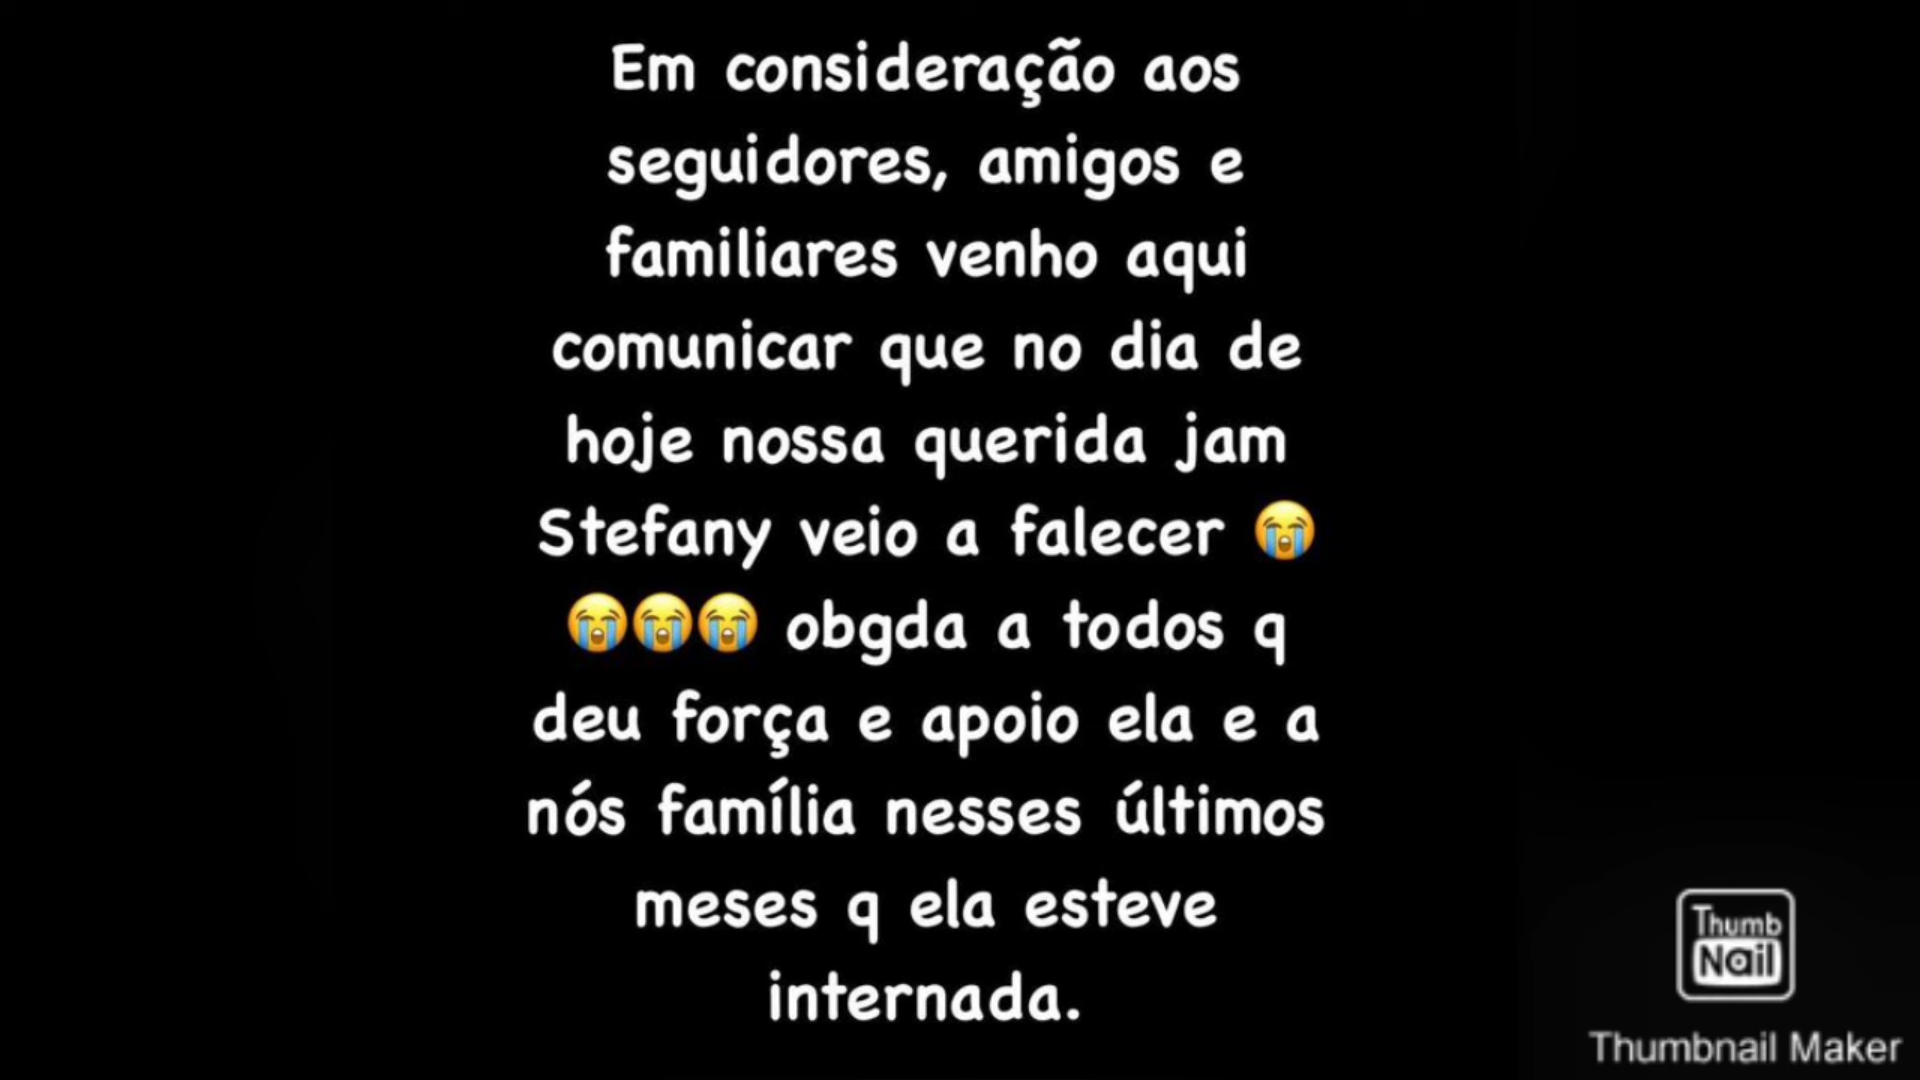 Em consideração aos
seguidores, amigos e
familiares venho aqui
comunicar que no dia de
hoje nossa querida jam
Stefany veio a falecer 😭
😭😭😭 obgda a todos q
deu força e apoio ela e a
nós família nesses últimos
meses q ela esteve
internada.
Thumb
Nail
Thumbnail Maker